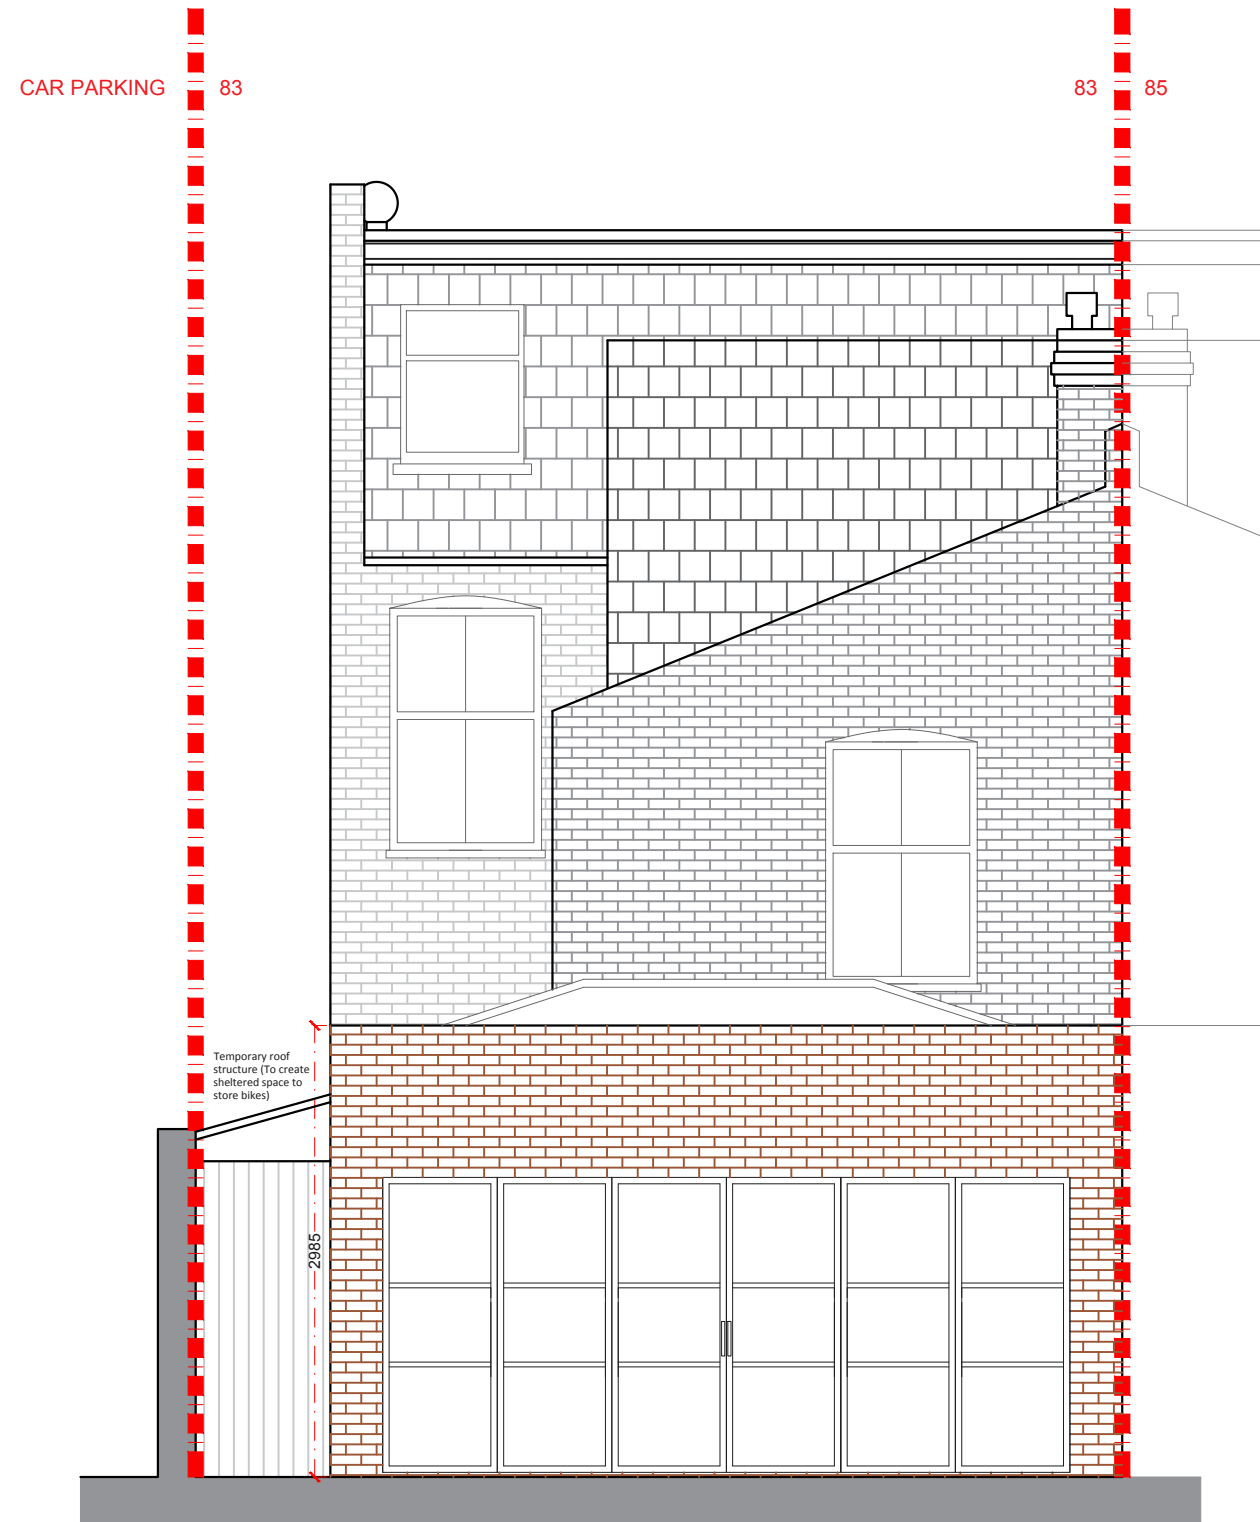 CAR PARKING 83
83 85
Temporary roof
structure (To create
sheltered space to
store bikes)
2985